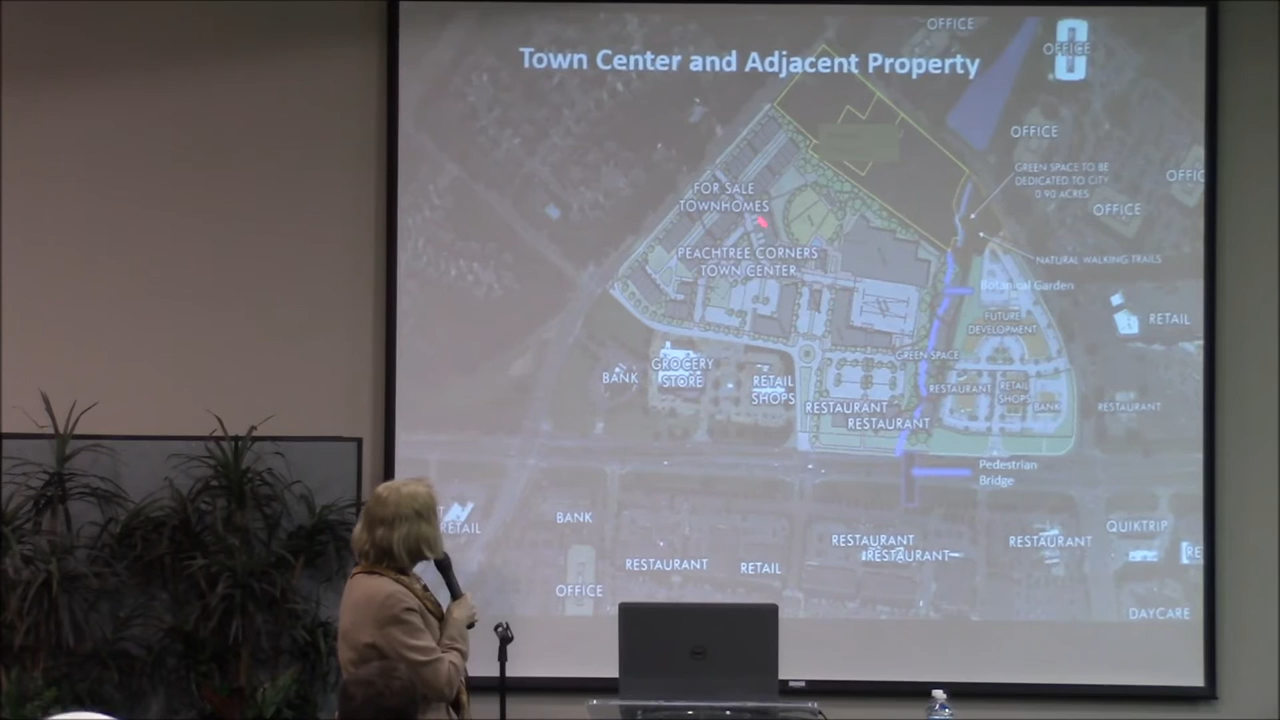 OFFICE
OFFICE
Town Center and Adjacent Property
OFFICE
GREEN SPACE TO BE
DEDICATED TO CITY
0.90 ACRES
OFFIC
FOR SALE
TOWNHOMES
OFFICE
PEACHTREE CORNERS
TOWN CENTER
NATURAL WALKING TRAILS
Botanical Garden
FUTURE
DEVELOPMENT
RETAIL
GREEN SPACE
GROCERY
STORE
BANK
RETAIL
SHOPS
RESTAURANT
RETAIL
SHOPS
BANK
RESTAURANT
RESTAURANT
RESTAURANT
Pedestrian
Bridge
RETAIL
BANK
QUIKTRIP
RESTAURANT
RESTAURANT
RESTAURANT
RE
RESTAURANT
RETAIL
OFFICE
DAYCARE
DELL